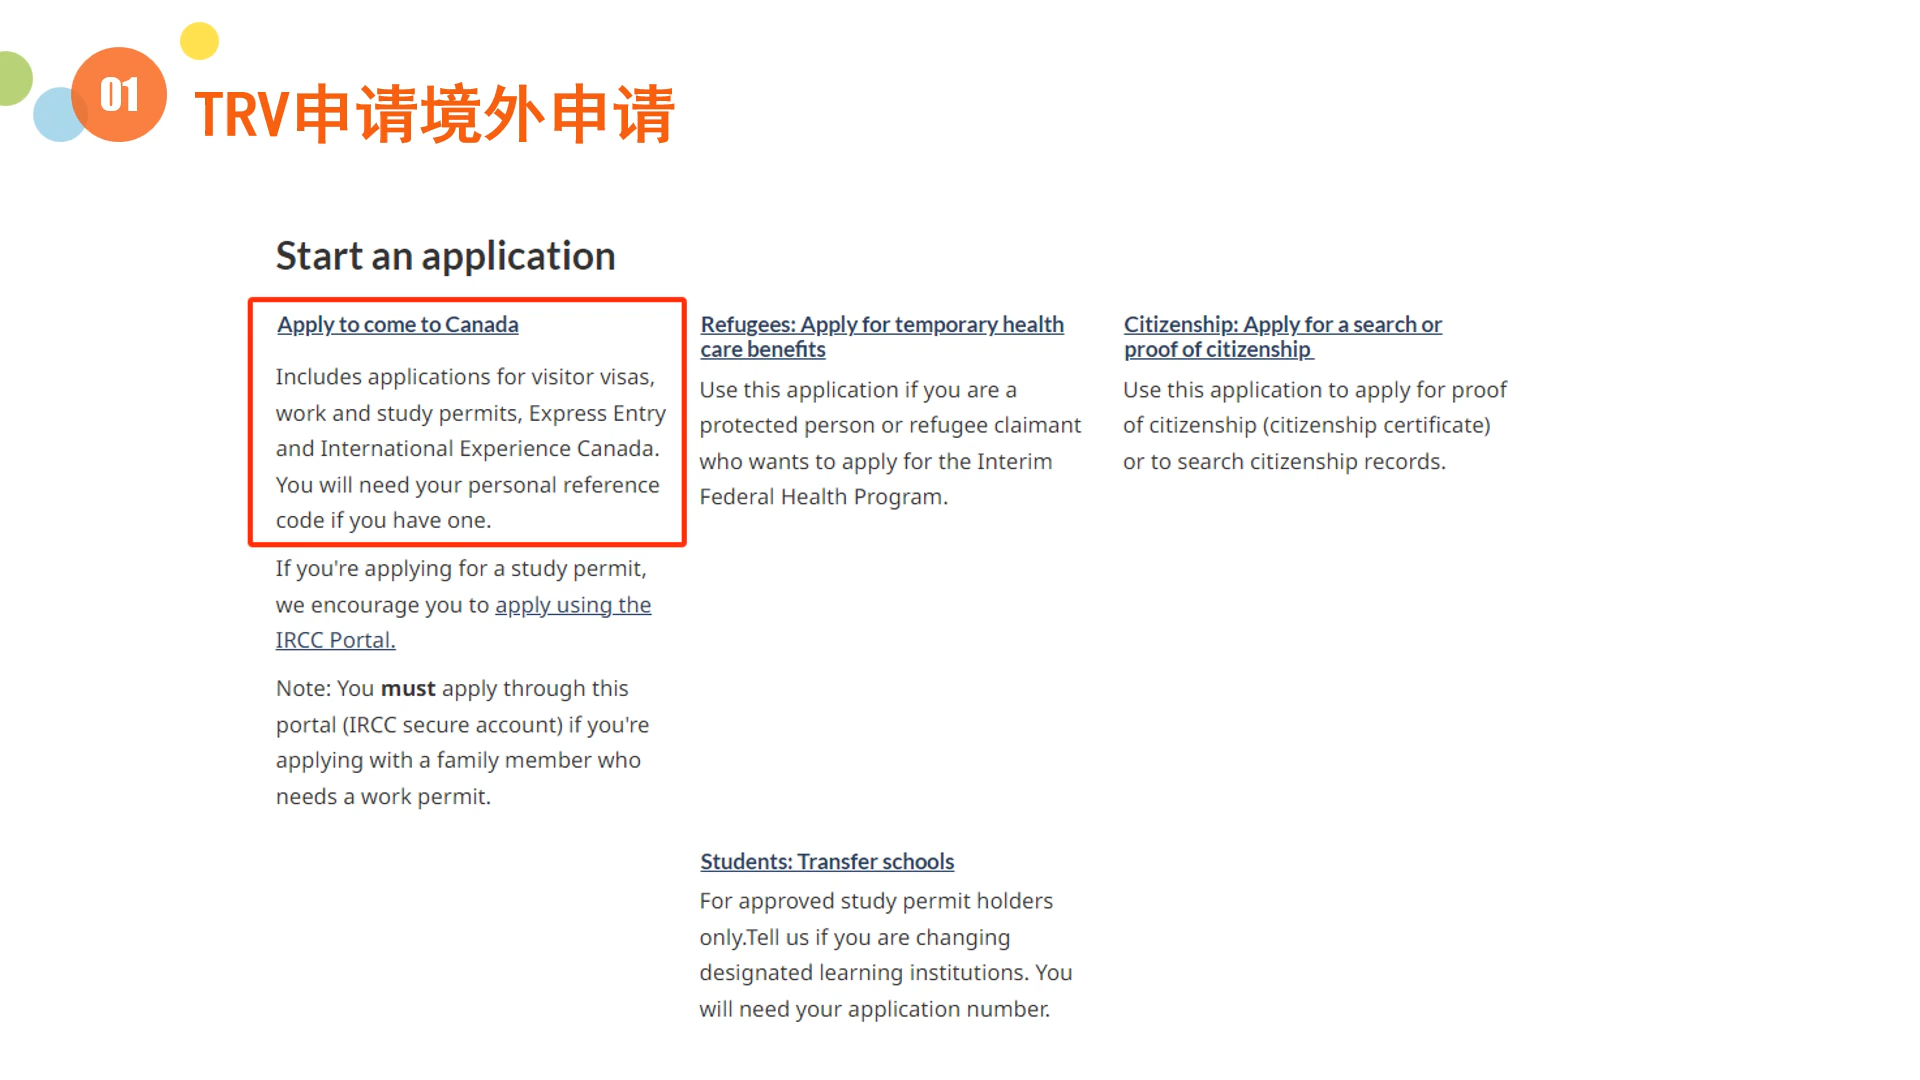 01
TRV申请境外申请
Start an application
Apply to come to Canada
Includes applications for visitor visas,
work and study permits, Express Entry
and International Experience Canada.
You will need your personal reference
code if you have one.
If you're applying for a study permit,
we encourage you to apply using the
IRCC Portal.
Note: You must apply through this
portal (IRCC secure account) if you're
applying with a family member who
needs a work permit.
Refugees: Apply for temporary health
care benefits
Use this application if you are a
protected person or refugee claimant
who wants to apply for the Interim
Federal Health Program.
Citizenship: Apply for a search or
proof of citizenship
Use this application to apply for proof
of citizenship (citizenship certificate)
or to search citizenship records.
Students: Transfer schools
For approved study permit holders
only.Tell us if you are changing
designated learning institutions. You
will need your application number.